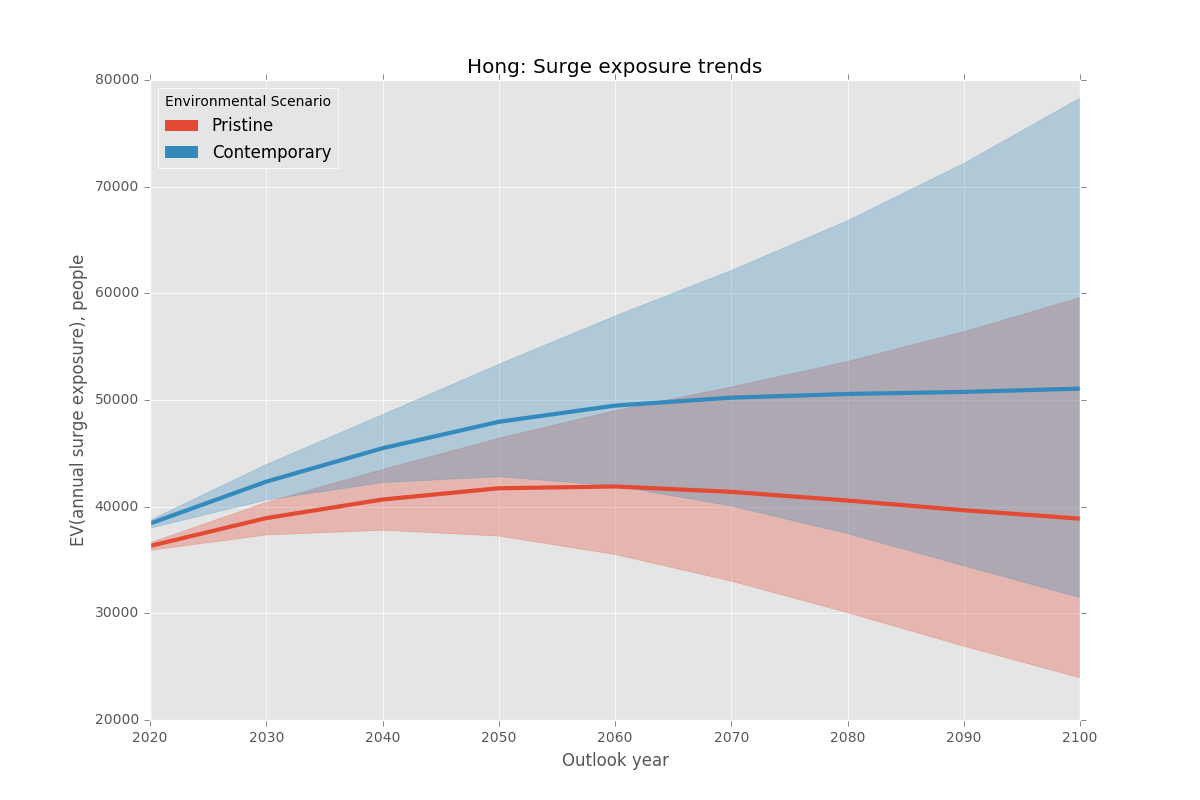 Hong: Surge exposure trends
Environmental Scenario
Pristine
Contemporary
EV(annual surge exposure), people
80000
70000
60000
50000
40000
30000
20000
2020 2030 2040 2050 2060 2070 2080 2090 2100
Outlook year